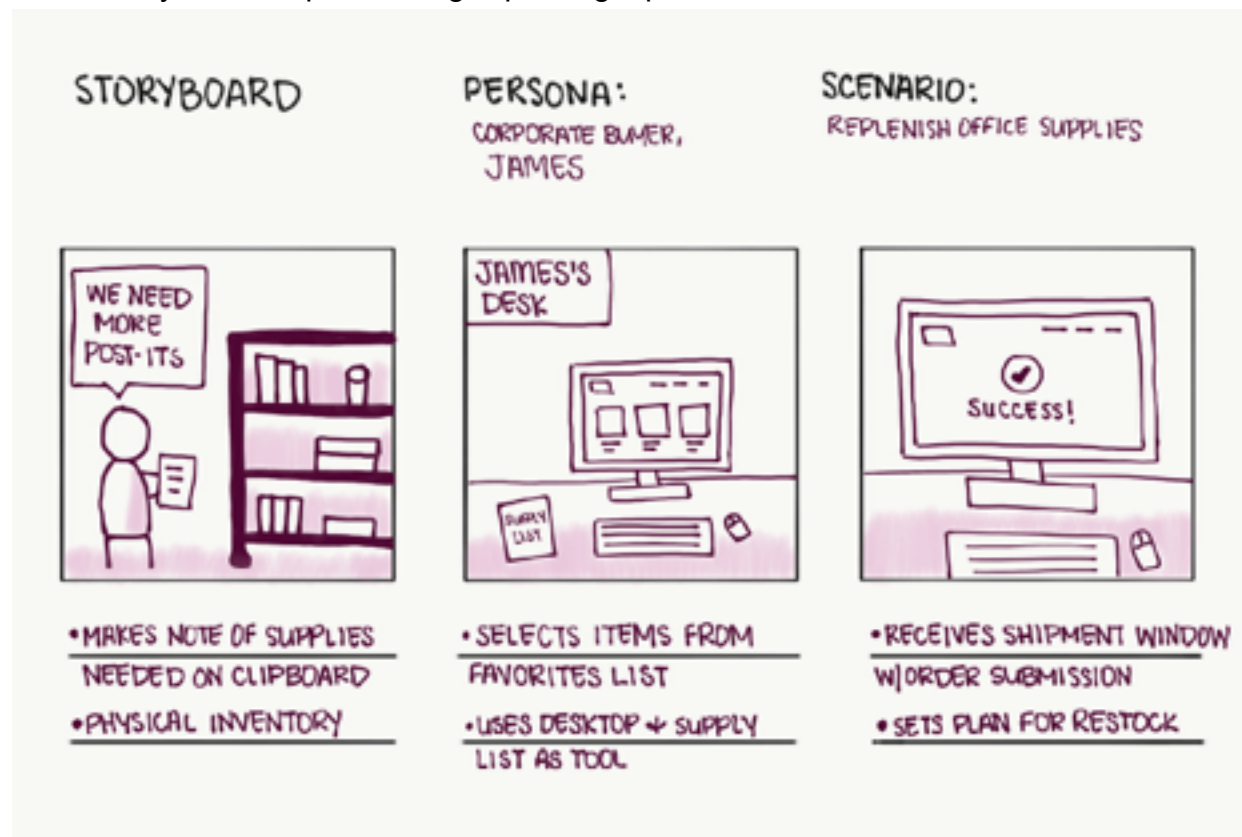 STORYBOARD
PERSONA:
CORPORATE BUYER,
JAMES
SCENARIO:
REPLENISH OFFICE SUPPLIES
WE NEED
MORE
POST-ITS
JAMES'S
DESK
SUPPLY
LIST
SUCCESS!
•MAKES NOTE OF SUPPLIES
NEEDED ON CLIPBOARD
•PHYSICAL INVENTORY
•SELECTS ITEMS FROM
FAVORITES LIST
•USES DESKTOP + SUPPLY
LIST AS TOOL
•RECEIVES SHIPMENT WINDOW
W/ORDER SUBMISSION
•SETS PLAN FOR RESTOCK